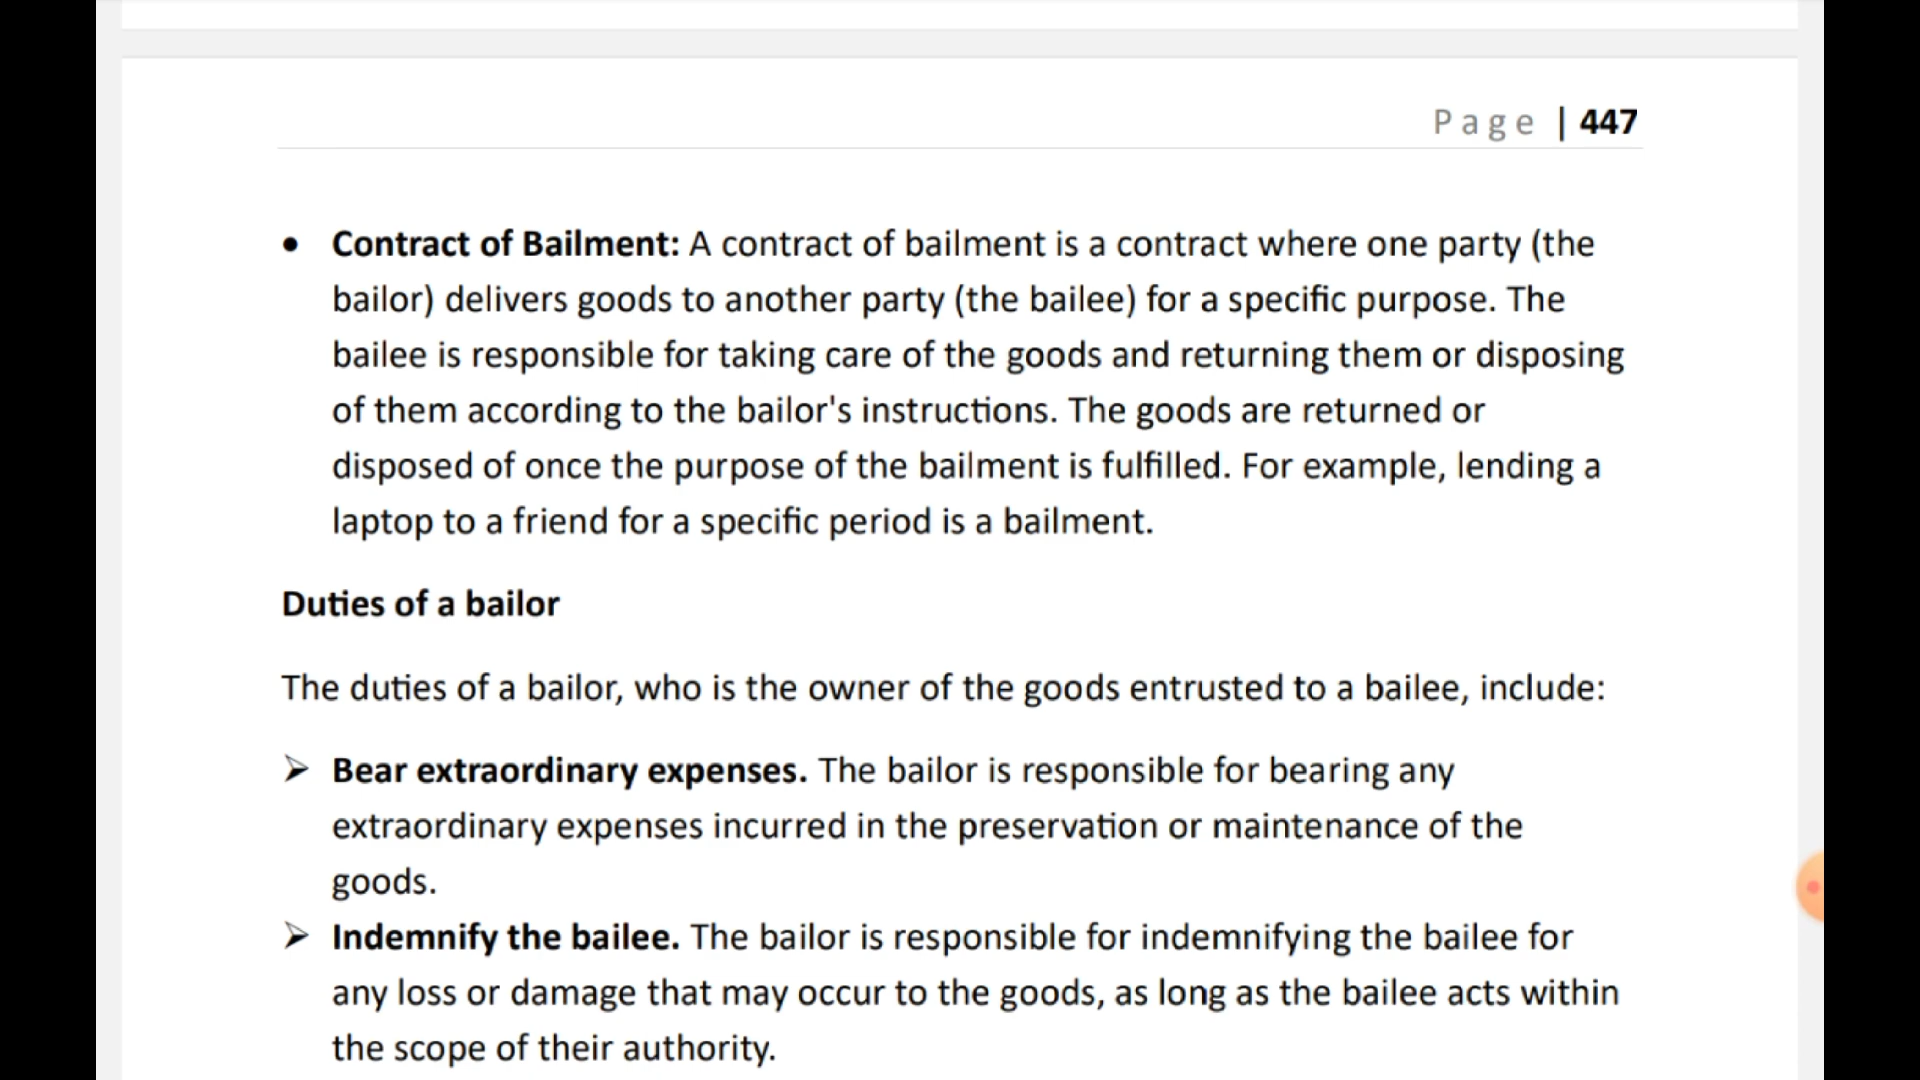 Page | 447
• Contract of Bailment: A contract of bailment is a contract where one party (the
bailor) delivers goods to another party (the bailee) for a specific purpose. The
bailee is responsible for taking care of the goods and returning them or disposing
of them according to the bailor's instructions. The goods are returned or
disposed of once the purpose of the bailment is fulfilled. For example, lending a
laptop to a friend for a specific period is a bailment.
Duties of a bailor
The duties of a bailor, who is the owner of the goods entrusted to a bailee, include:
➢ Bear extraordinary expenses. The bailor is responsible for bearing any
extraordinary expenses incurred in the preservation or maintenance of the
goods.
➢ Indemnify the bailee. The bailor is responsible for indemnifying the bailee for
any loss or damage that may occur to the goods, as long as the bailee acts within
the scope of their authority.